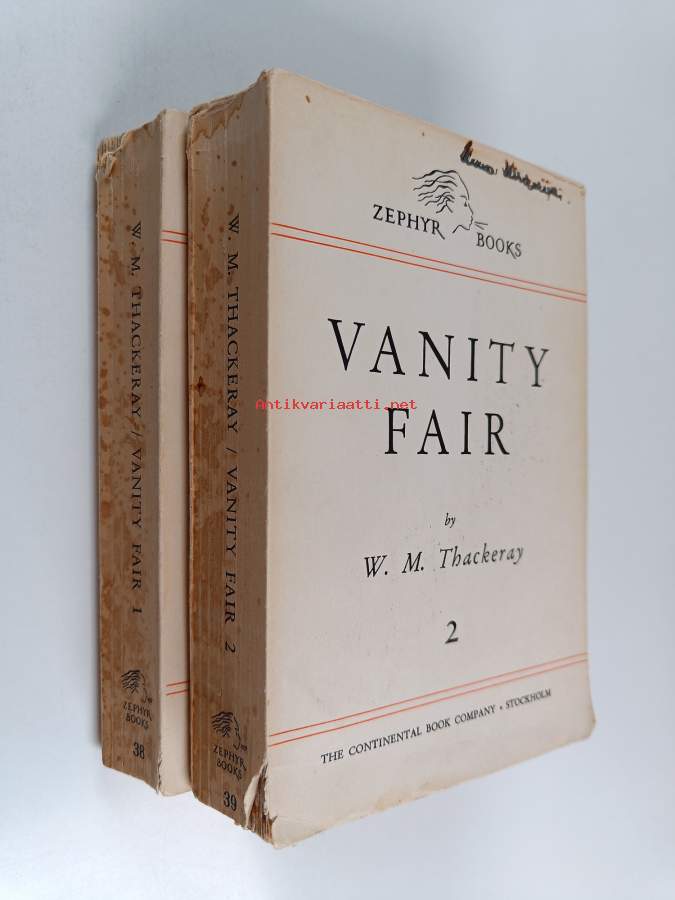 W. M. THACKERAY / VANITY FAIR 1
ZEPHYR
BOOKS
38
W. M. THACKERAY / VANITY FAIR 2
ZEPHYR
BOOKS
39
ZEPHYR BOOKS
VANITY
FAIR
by
W. M. Thackeray
2
THE CONTINENTAL BOOK COMPANY • STOCKHOLM
Antikvariaatti.net